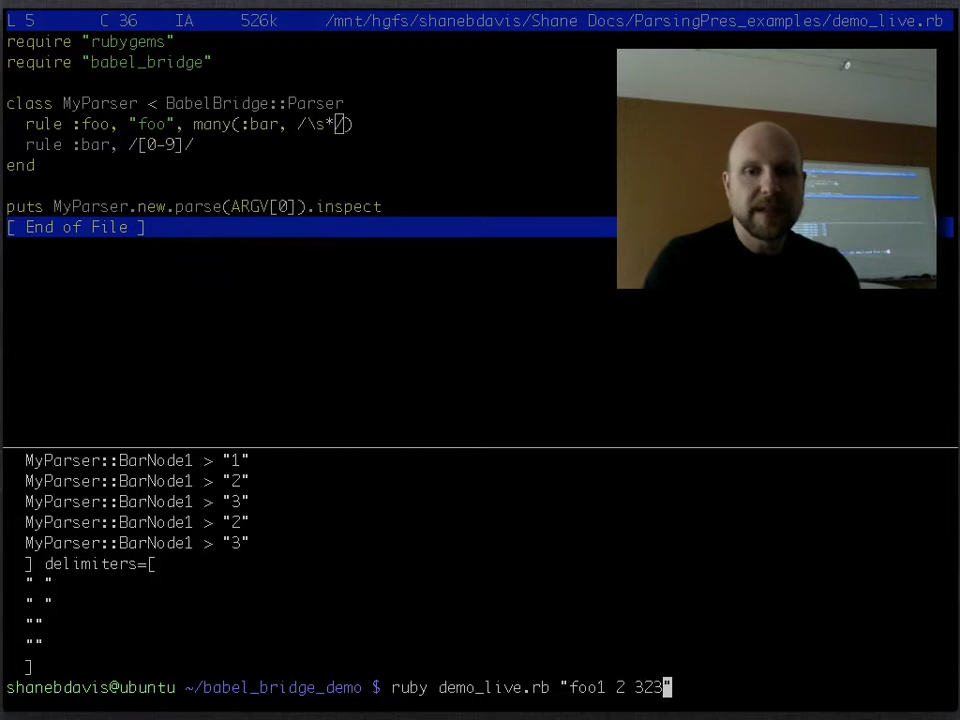 L 5 C 36 IA 526k /mnt/hgfs/shanebdavis/Shane Docs/ParsingPres_examples/demo_live.rb
require "rubygems"
require "babel_bridge"
class MyParser < BabelBridge::Parser
rule :foo, "foo", many(:bar, /\s*/)
rule :bar, /[0-9]/
end
puts MyParser.new.parse(ARGV[0]).inspect
[ End of File ]
MyParser::BarNode1 > "1"
MyParser::BarNode1 > "2"
MyParser::BarNode1 > "3"
MyParser::BarNode1 > "2"
MyParser::BarNode1 > "3"
] delimiters=[
" "
" "
""
""
]
shanebdavis@ubuntu ~/babel_bridge_demo $ ruby demo_live.rb "foo1 2 323"